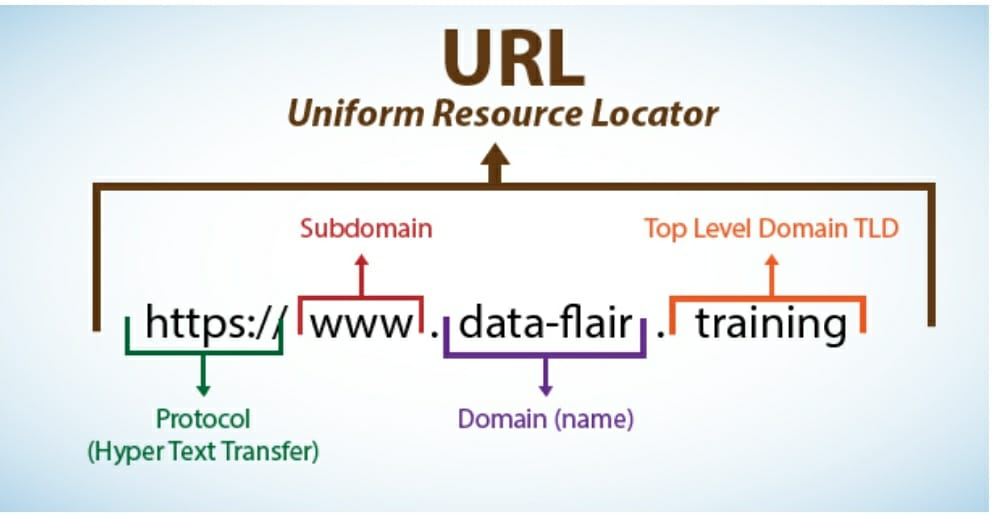 URL
Uniform Resource Locator
Subdomain
Top Level Domain TLD
https:// www . data-flair . training
Protocol
(Hyper Text Transfer)
Domain (name)